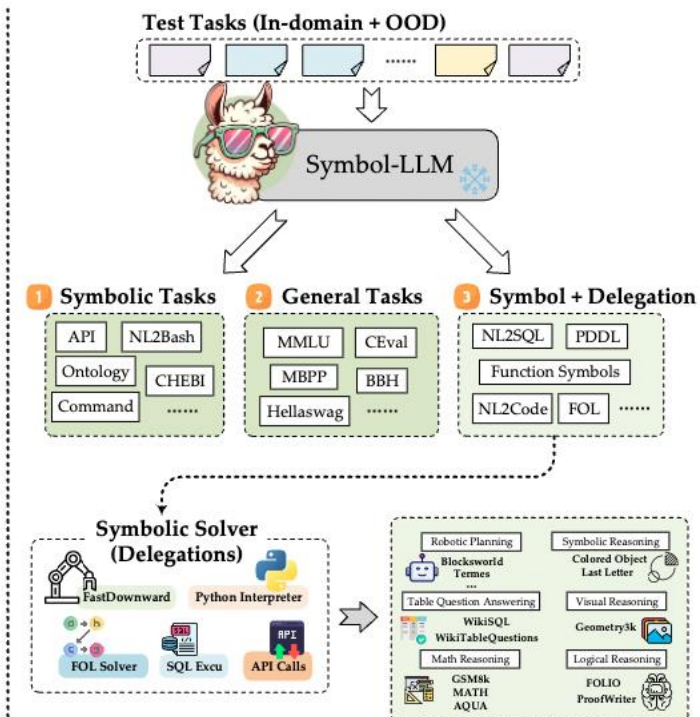 Test Tasks (In-domain + OOD)
......
Symbol-LLM
1 Symbolic Tasks
API NL2Bash
Ontology
CHEBI
Command ......
2 General Tasks
MMLU CEval
MBPP BBH
Hellaswag ......
3 Symbol + Delegation
NL2SQL PDDL
Function Symbols
NL2Code FOL ......
Symbolic Solver
(Delegations)
FastDownward Python Interpreter
a h
c a
SQL
API
FOL Solver SQL Excu API Calls
Robotic Planning
Blocksworld
Termes
...
Symbolic Reasoning
Colored Object
Last Letter
Table Question Answering
WikiSQL
WikiTableQuestions
Visual Reasoning
Geometry3k
Math Reasoning
GSM8k
MATH
AQUA
Logical Reasoning
FOLIO
ProofWriter